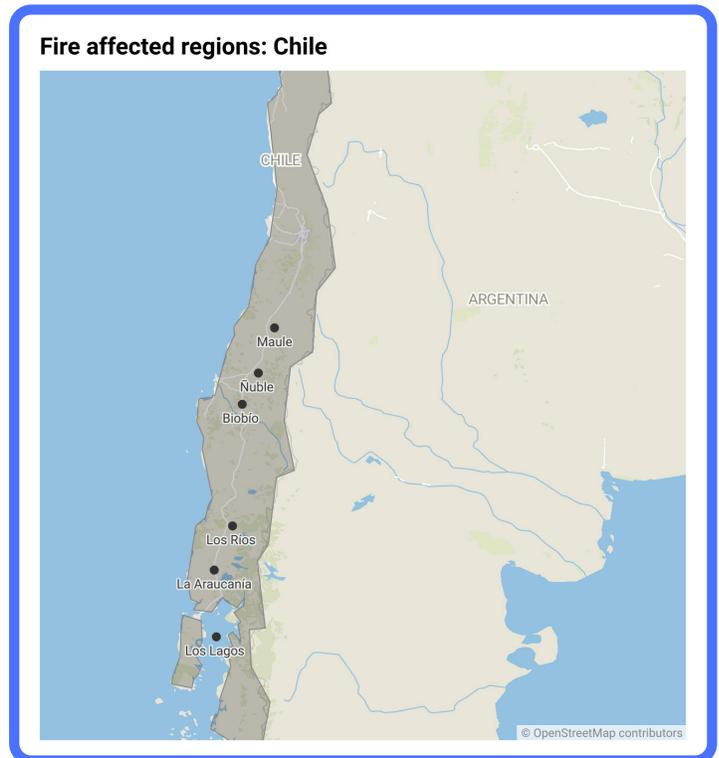 Fire affected regions: Chile
CHILE
ARGENTINA
Maule
Ñuble
Biobío
Los Ríos
La Araucanía
Los Lagos
© OpenStreetMap contributors